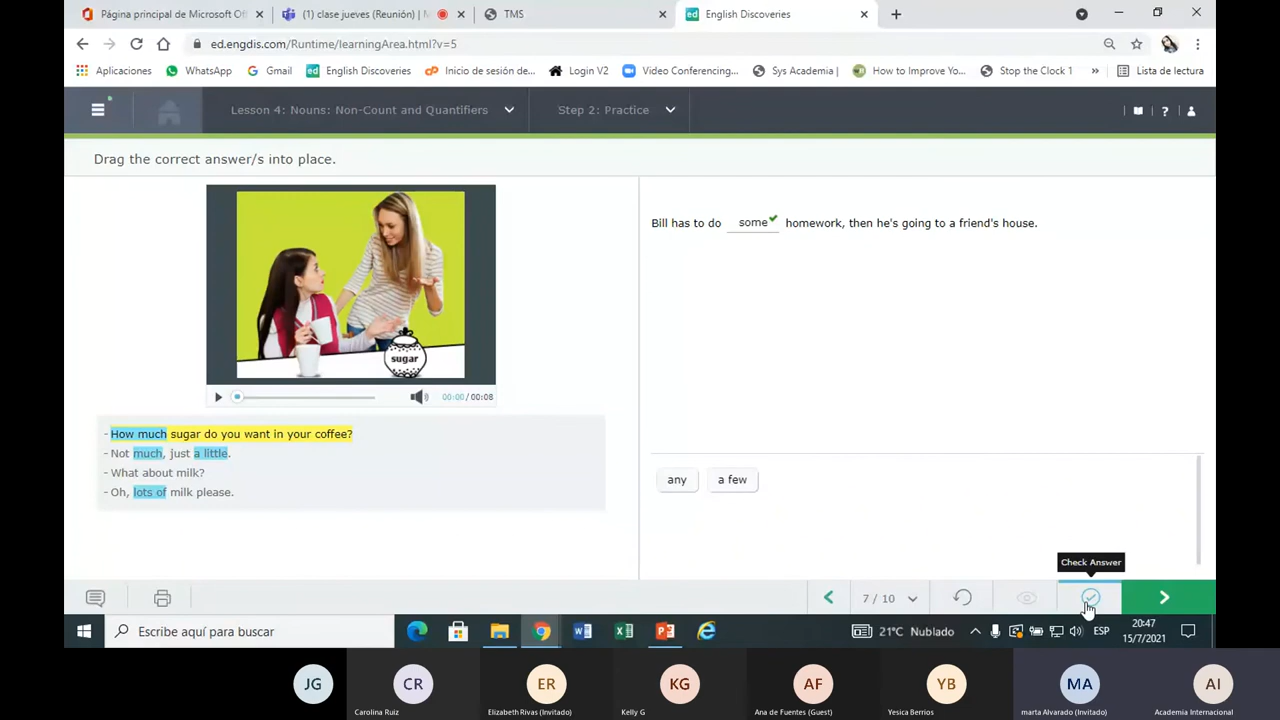 Página principal de Microsoft Of
(1) clase jueves (Reunión) | M
TMS
English Discoveries
ed.engdis.com/Runtime/learningArea.html?v=5
Aplicaciones
WhatsApp
Gmail
English Discoveries
Inicio de sesión de...
Login V2
Video Conferencing...
Sys Academia |
How to Improve Yo...
Stop the Clock 1
»
Lista de lectura
Lesson 4: Nouns: Non-Count and Quantifiers
Step 2: Practice
Drag the correct answer/s into place.
sugar
00:00 / 00:08
- How much sugar do you want in your coffee?
- Not much, just a little.
- What about milk?
- Oh, lots of milk please.
Bill has to do some homework, then he's going to a friend's house.
any
a few
Check Answer
7 / 10
Escribe aquí para buscar
21°C Nublado
ESP
20:47
15/7/2021
JG
CR
Carolina Ruiz
ER
Elizabeth Rivas (Invitado)
KG
Kelly G
AF
Ana de Fuentes (Guest)
YB
Yesica Berrios
MA
marta Alvarado (Invitado)
AI
Academia Internacional